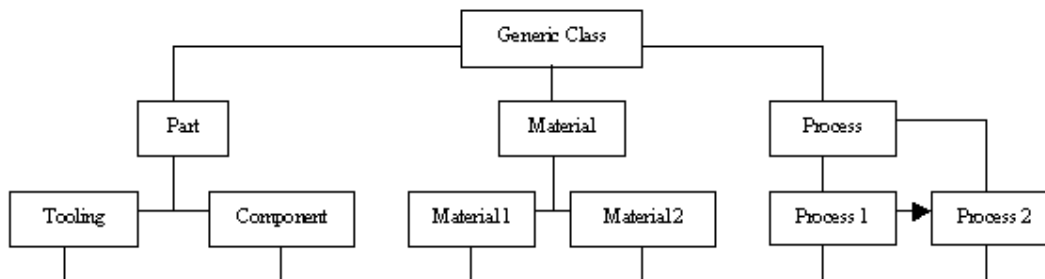 Generic Class
Part
Material
Process
Tooling
Component
Material 1
Material 2
Process 1
Process 2